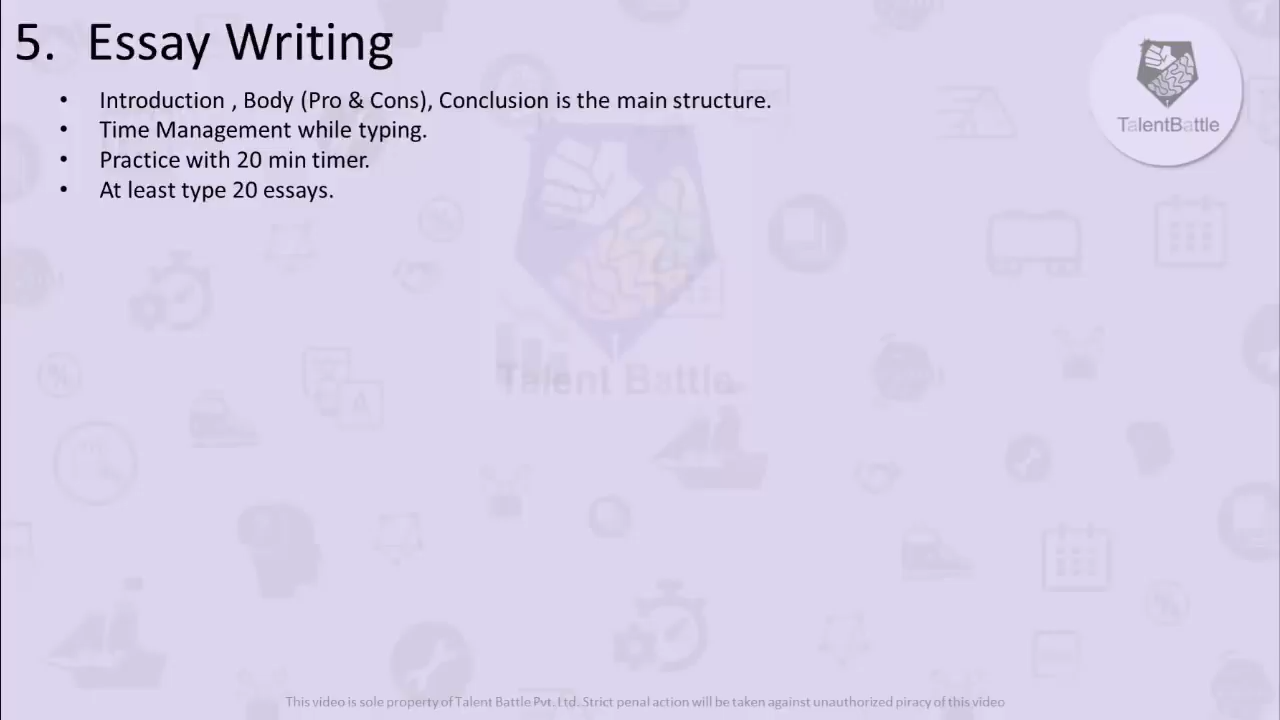 5. Essay Writing
• Introduction , Body (Pro & Cons), Conclusion is the main structure.
• Time Management while typing.
• Practice with 20 min timer.
• At least type 20 essays.
TalentBattle
Talent Battle
This video is sole property of Talent Battle Pvt. Ltd. Strict penal action will be taken against unauthorized piracy of this video